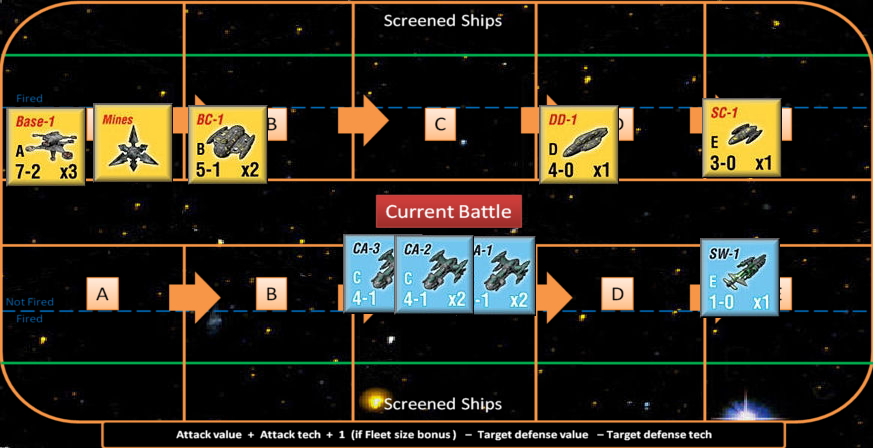 Screened Ships
Fired
Base-1
A
7-2 x3
Mines
BC-1
B
5-1 x2
B
C
DD-1
D
4-0 x1
SC-1
E
3-0 x1
Current Battle
CA-3
C
4-1
CA-2
C
4-1 x2
A-1
-1 x2
SW-1
E
1-0 x1
A
B
D
Not Fired
Fired
Screened Ships
Attack value + Attack tech + 1 (if Fleet size bonus) – Target defense value – Target defense tech